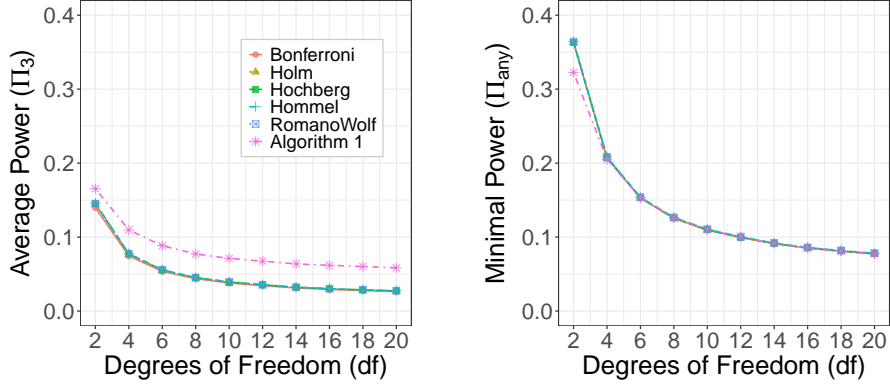 Average Power (Π3)
0.4
0.3
0.2
0.1
0.0
Bonferroni
Holm
Hochberg
Hommel
RomanoWolf
Algorithm 1
2 4 6 8 10 12 14 16 18 20
Degrees of Freedom (df)
Minimal Power (Πany)
0.4
0.3
0.2
0.1
0.0
2 4 6 8 10 12 14 16 18 20
Degrees of Freedom (df)